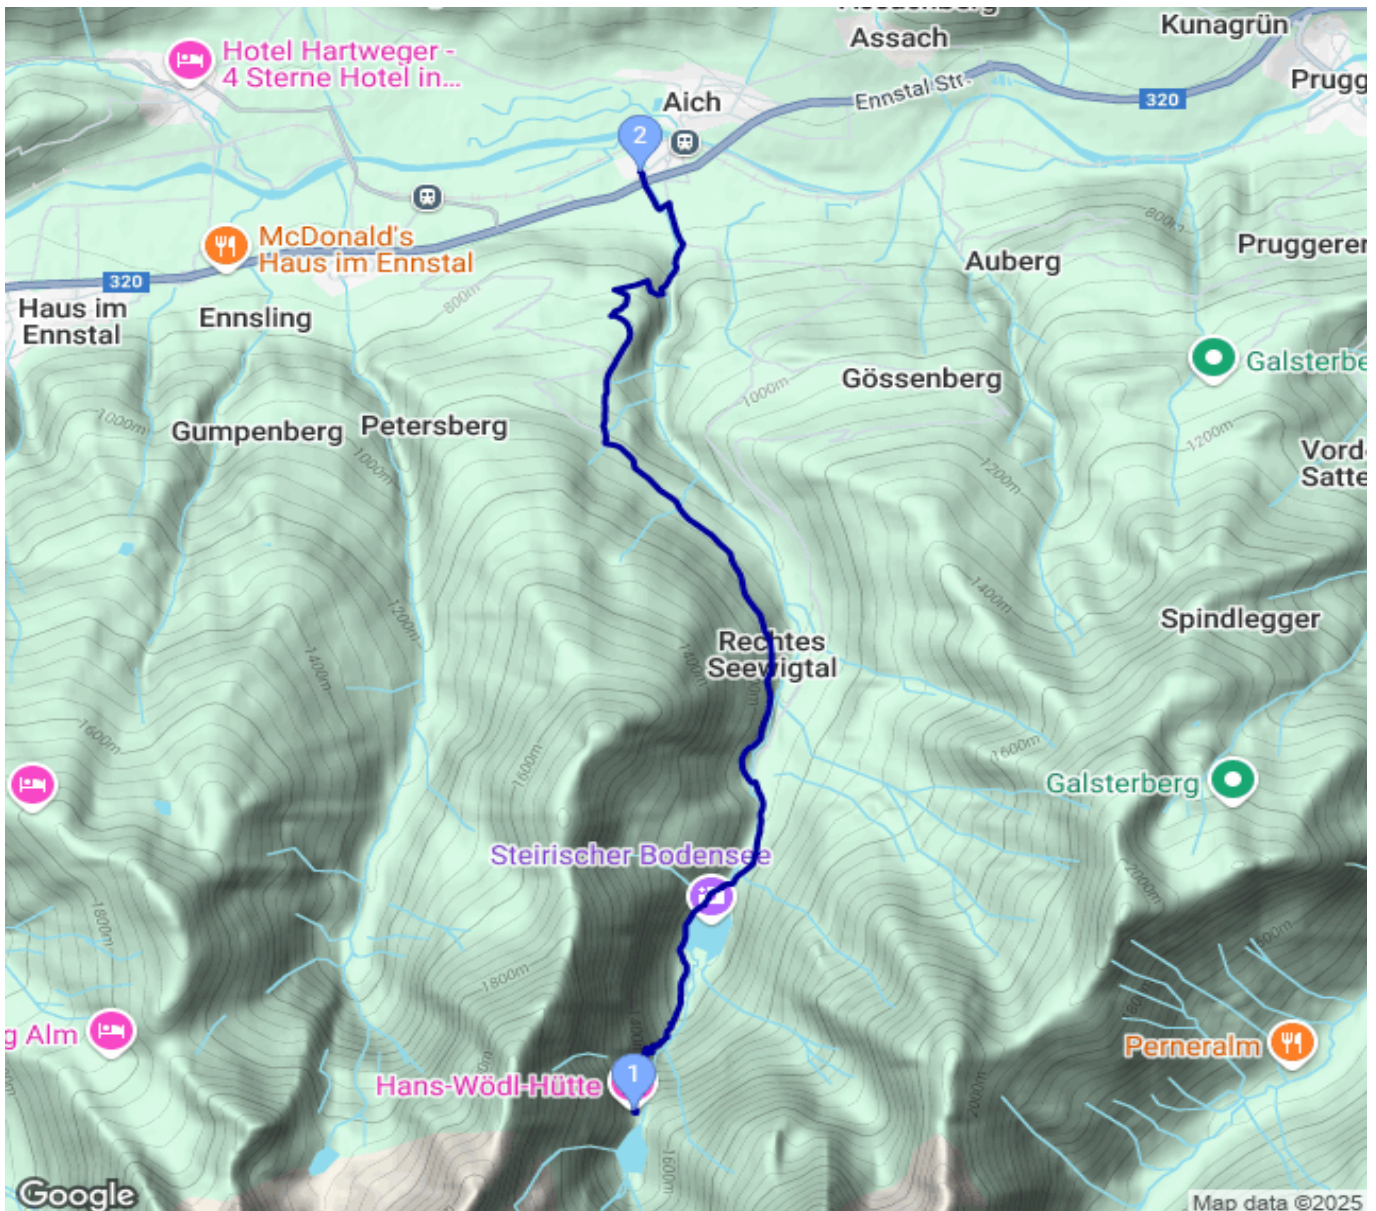 Assach
Kunagrün
Hotel Hartweger -
4 Sterne Hotel in...
Aich
Ennstal Str.
320
Prugg
2
McDonald's
Haus im Ennstal
800m
Pruggerer
Auberg
320
Haus im
Ennstal
Ennsling
800m
Galsterbe
Gössenberg
1000m
1000m
Gumpenberg
Petersberg
1000m
1200m
1200m
Vord
Satte
1400m
1200m
Spindlegger
Rechtes
Seewigtal
1400m
1400m
1600m
1600m
1600m
Galsterberg
Steirischer Bodensee
2000m
1800m
1800m
g Alm
Perneralm
Hans-Wödl-Hütte
1
2000m
1600m
Google
Map data ©2025